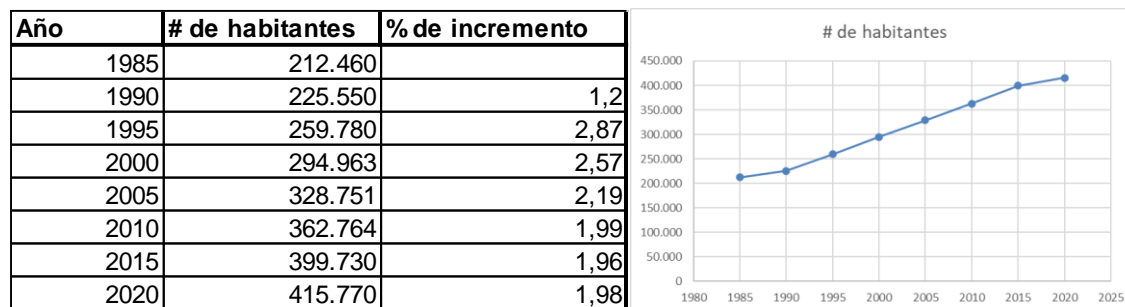 Año # de habitantes % de incremento
1985 212.460
1990 225.550 1,2
1995 259.780 2,87
2000 294.963 2,57
2005 328.751 2,19
2010 362.764 1,99
2015 399.730 1,96
2020 415.770 1,98
# de habitantes
450.000
400.000
350.000
300.000
250.000
200.000
150.000
100.000
50.000
0
1980 1985 1990 1995 2000 2005 2010 2015 2020 2025